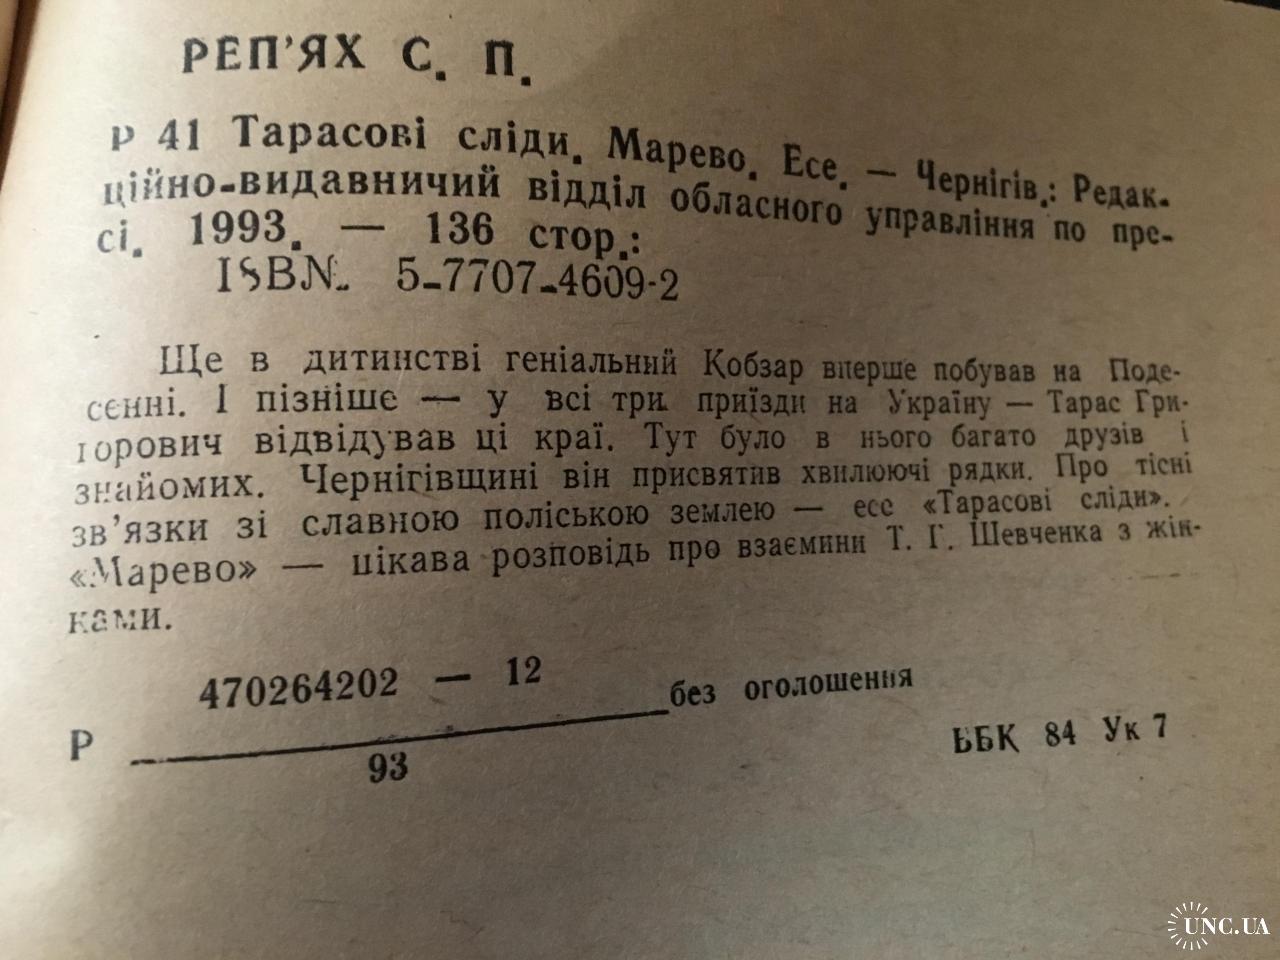 РЕП'ЯХ С. П.
Р 41 Тарасові сліди. Марево. Есе. — Чернігів.: Редак-
ційно-видавничий відділ обласного управління по пре-
сі. 1993. — 136 стор.:
ISBN. 5-7707-4609-2
Ще в дитинстві геніальний Кобзар вперше побував на Поде-
сенні. І пізніше — у всі три приїзди на Україну — Тарас Гри-
горович відвідував ці краї. Тут було в нього багато друзів і
знайомих. Чернігівщині він присвятив хвилюючі рядки. Про тісні
зв'язки зі славною поліською землею — есе «Тарасові сліди».
«Марево» — цікава розповідь про взаємини Т. Г. Шевченка з жін-
ками.
Р 470264202 — 12 без оголошення
93
ББК 84 Ук 7
UNC.UA